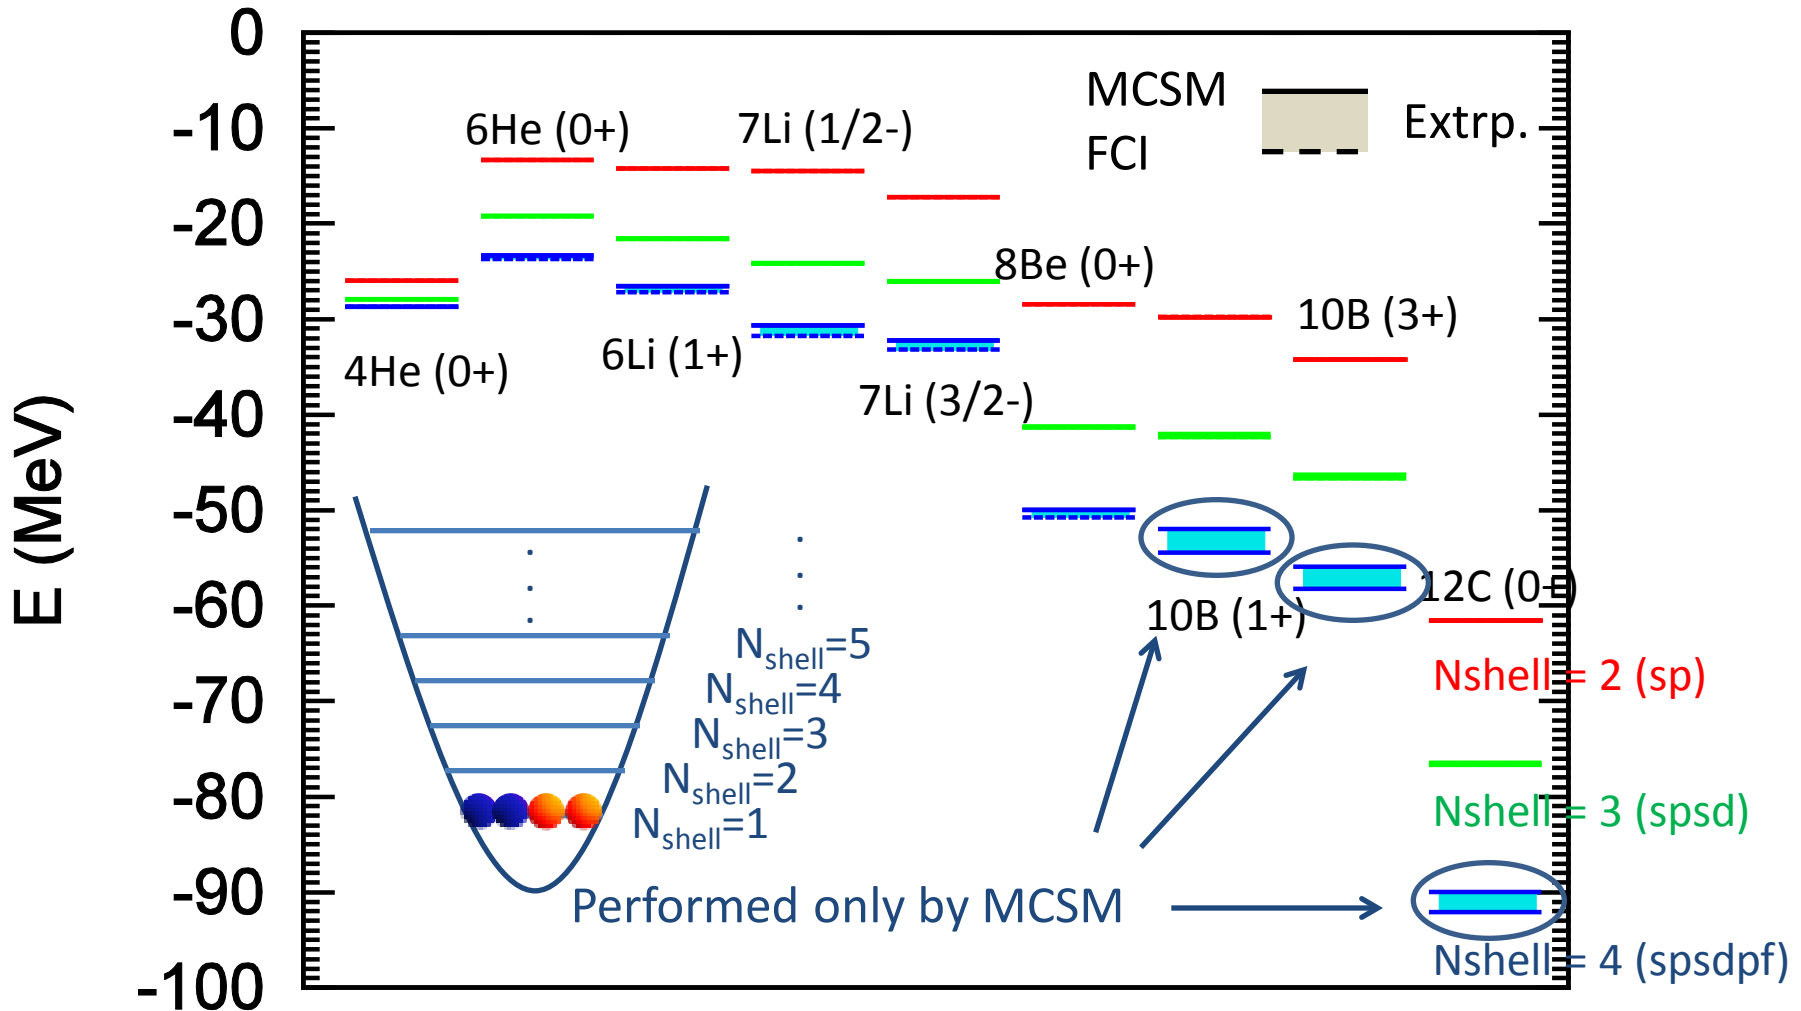 0
-10
-20
-30
-40
-50
-60
-70
-80
-90
-100
E (MeV)
MCSM
FCI
Extrp.
6He (0+)
7Li (1/2-)
8Be (0+)
10B (3+)
4He (0+)
6Li (1+)
7Li (3/2-)
12C (0+)
10B (1+)
Nshell=5
Nshell=4
Nshell=3
Nshell=2
Nshell=1
Nshell = 2 (sp)
Nshell = 3 (spsd)
Performed only by MCSM
Nshell = 4 (spsdpf)